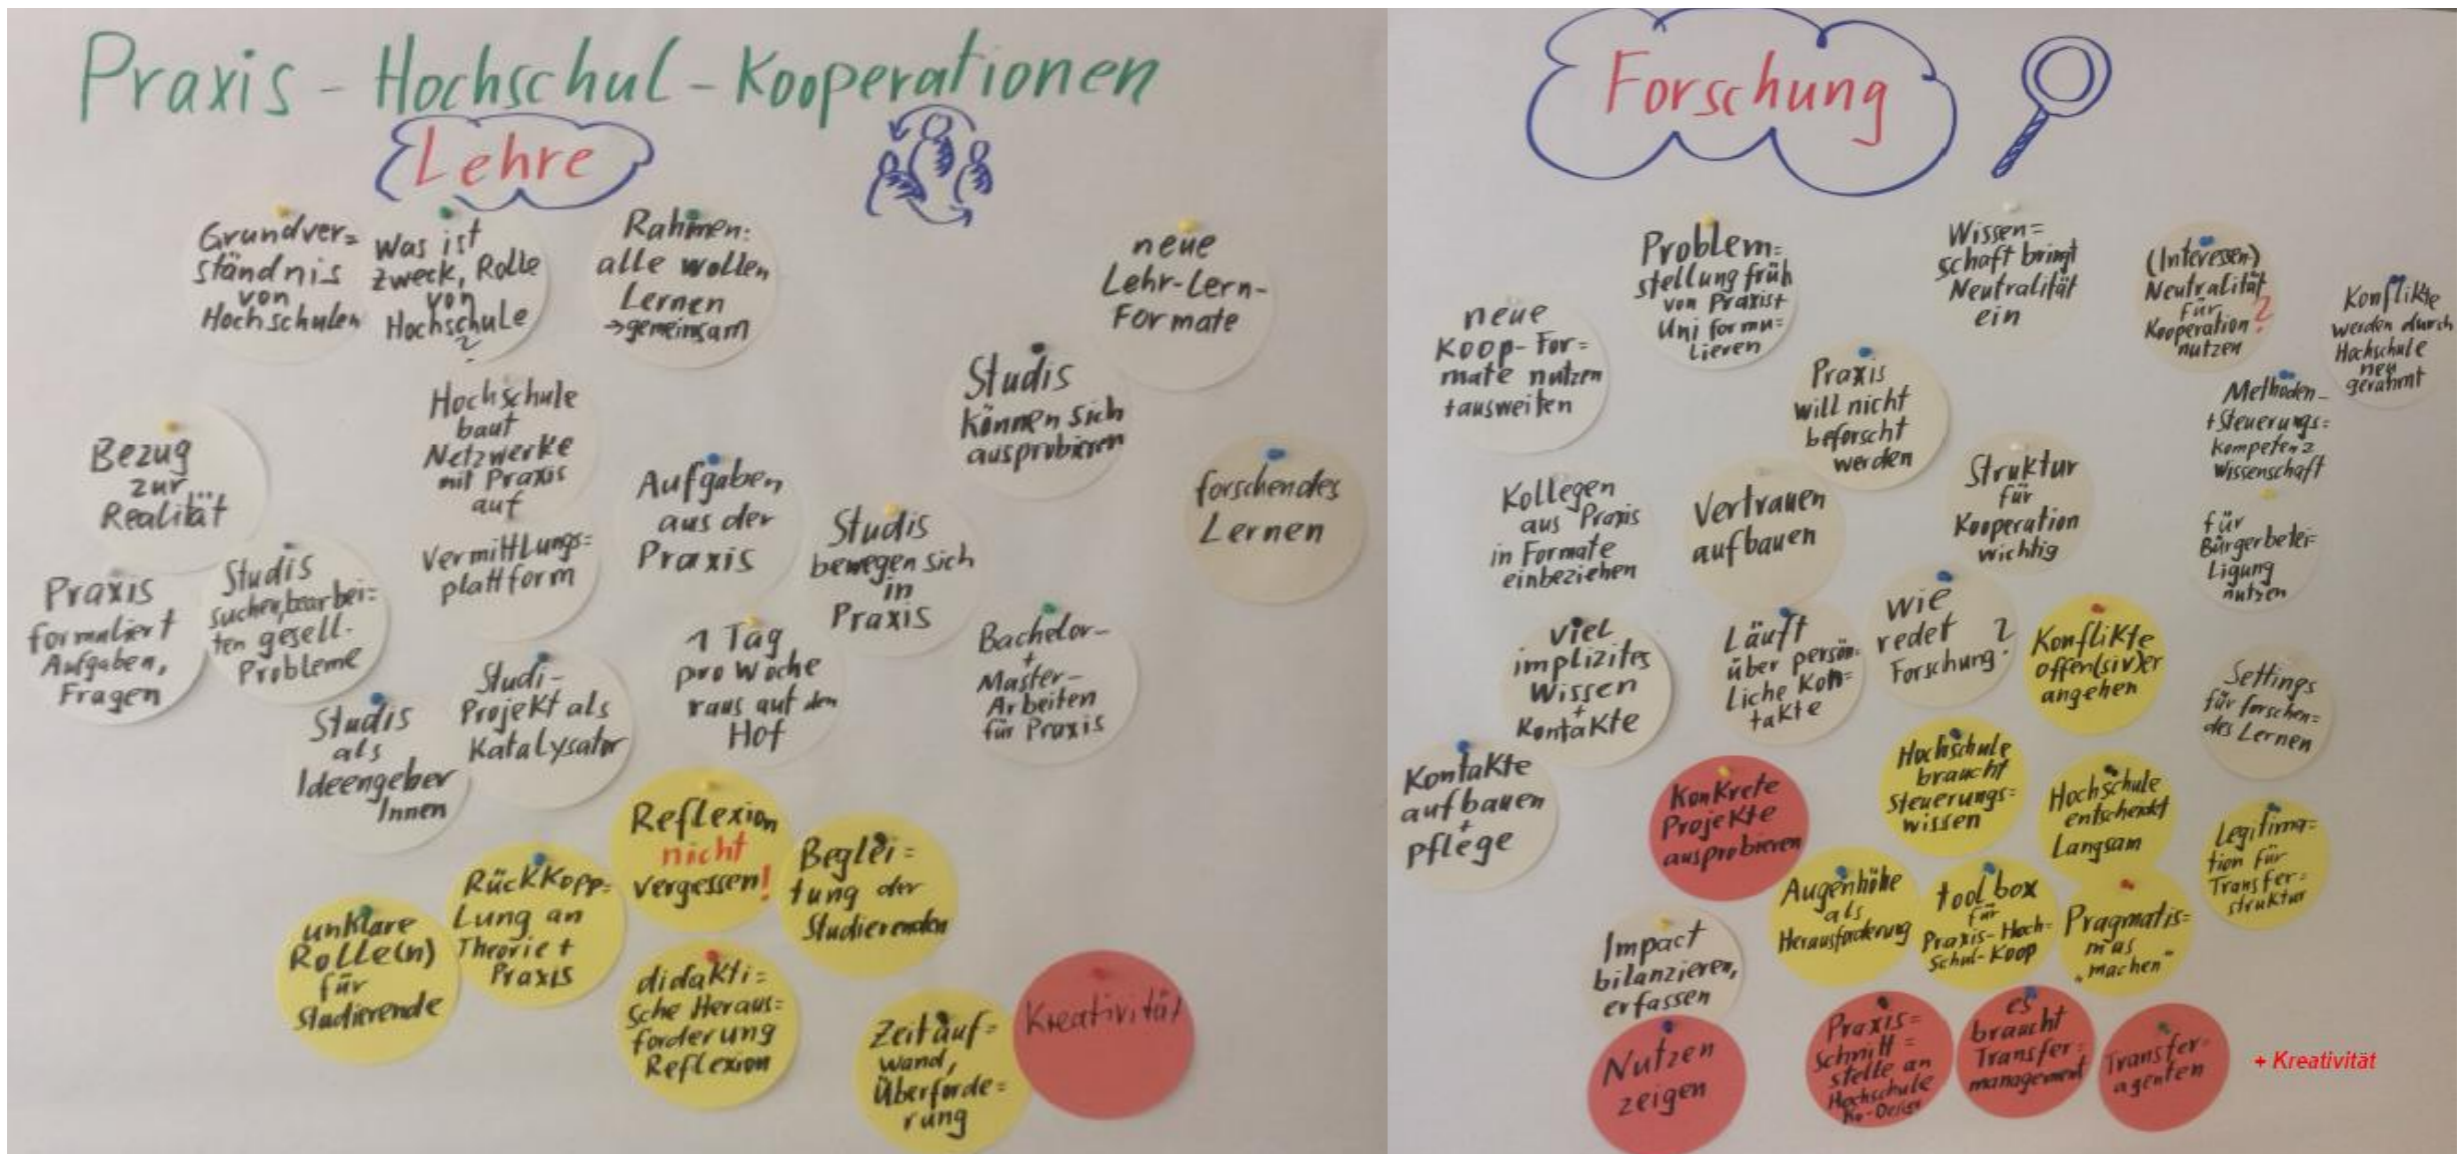 Praxis - Hochschul - Kooperationen
Lehre
Grundver=
ständnis
von
Hochschulen
Was ist
Zweck, Rolle
von
Hochschule
?
Rahmen:
alle wollen
Lernen
→gemeinsam
neue
Lehr-Lern-
Formate
Hochschule
baut
Netzwerke
mit Praxis
auf
Studis
können sich
ausprobieren
Bezug
zur
Realität
Aufgaben
aus der
Praxis
forschendes
Lernen
Vermittlungs=
plattform
Studis
bewegen sich
in
Praxis
Praxis
formuliert
Aufgaben,
Fragen
Studis
suchen, bearbei=
ten gesell.
Probleme
1 Tag
pro Woche
raus auf den
Hof
Bachelor-
+
Master-
Arbeiten
für Praxis
Studi-
Projekt als
Katalysator
Studis
als
Ideengeber
Innen
Reflexion
nicht
vergessen!
Beglei=
tung der
Studierenden
Rückkopp=
lung an
Theorie +
Praxis
unklare
Rolle(n)
für
Studierende
didakti=
sche Heraus=
forderung
Reflexion
Zeitauf=
wand,
Überforde=
rung
Kreativität
Forschung
Problem=
stellung früh
von Praxis+
Uni formu=
lieren
Wissen=
schaft bringt
Neutralität
ein
(Interessen)
Neutralität
für
Kooperation ?
nutzen
Konflikte
werden durch
Hochschule
neu
gerahmt
neue
Koop-For=
mate nutzen
+ausweiten
Praxis
will nicht
beforscht
werden
Methoden-
+Steuerungs=
kompetenz
Wissenschaft
Kollegen
aus Praxis
in Formate
einbeziehen
Vertrauen
aufbauen
Struktur
für
Kooperation
wichtig
für
Bürgerbetei=
ligung
nutzen
viel
implizites
Wissen
+
Kontakte
Läuft
über persön=
liche Kon=
takte
wie
redet ?
Forschung
Konflikte
offen(siv)er
angehen
Settings
für forschen=
des Lernen
Kontakte
aufbauen
+
pflege
Konkrete
Projekte
ausprobieren
Hochschule
braucht
Steuerungs=
wissen
Hochschule
entscheidet
Langsam
Legitima=
tion für
Transfer=
struktur
Augenhöhe
als
Herausforderung
toolbox
für
Praxis-Hoch=
Schul-Koop
Pragmatis=
mus
"machen"
Impact
bilanzieren,
erfassen
Nutzen
zeigen
Praxis=
Schnitt=
stelle an
Hochschule
Re-Design
es
braucht
Transfer=
management
Transfer-
agenten
+ Kreativität